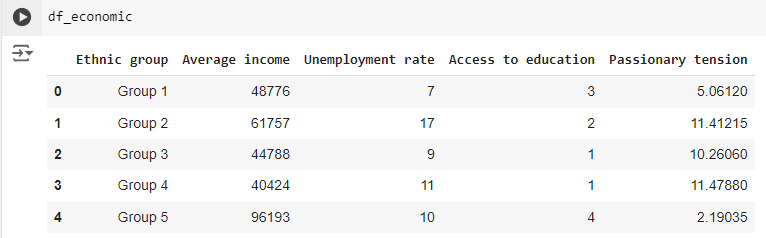 df_economic
Ethnic group Average income Unemployment rate Access to education Passionary tension
0 Group 1 48776 7 3 5.06120
1 Group 2 61757 17 2 11.41215
2 Group 3 44788 9 1 10.26060
3 Group 4 40424 11 1 11.47880
4 Group 5 96193 10 4 2.19035